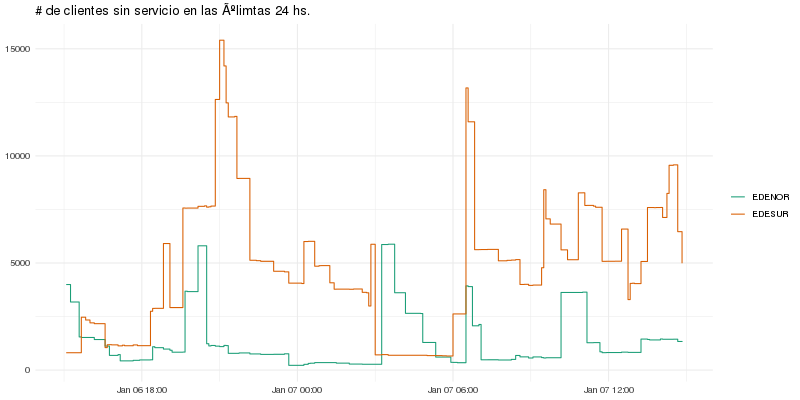 # de clientes sin servicio en las Ãºlimtas 24 hs.
15000
10000
5000
0
Jan 06 18:00
Jan 07 00:00
Jan 07 06:00
Jan 07 12:00
EDENOR
EDESUR